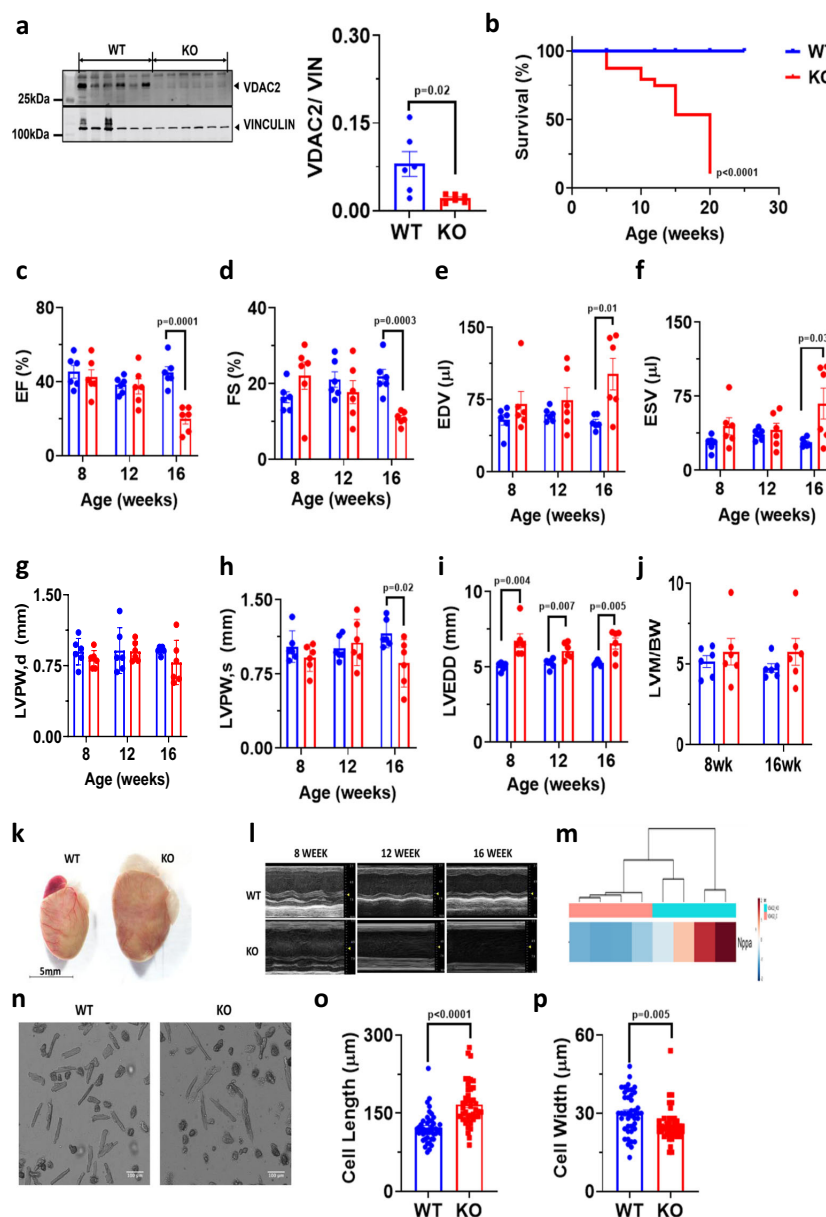 a
WT KO
VDAC2
25kDa
VINCULIN
100kDa
VDAC2/ VIN
0.30
0.15
0.00
p=0.02
WT KO
b
Survival (%)
100
50
0
0 10 20 30
Age (weeks)
p<0.0001
WT
KO
c
EF (%)
80
40
0
p=0.0001
8 12 16
Age (weeks)
d
FS (%)
40
20
0
p=0.0003
8 12 16
Age (weeks)
e
EDV (µl)
150
75
0
p=0.01
8 12 16
Age (weeks)
f
ESV (µl)
150
75
0
p=0.03
8 12 16
Age (weeks)
g
LVPW,d (mm)
1.50
0.75
0.00
8 12 16
Age (weeks)
h
LVPW,s (mm)
1.50
0.75
0.00
p=0.02
8 12 16
Age (weeks)
i
LVEDD (mm)
10
5
0
p=0.004
p=0.007
p=0.005
8 12 16
Age (weeks)
j
LVM/BW
10
5
0
8wk 16wk
k
WT KO
5mm
l
8 WEEK 12 WEEK 16 WEEK
WT
KO
m
Nppa
n
WT KO
100 µm
100 µm
o
Cell Length (µm)
300
150
0
p<0.0001
WT KO
p
Cell Width (µm)
60
30
0
p=0.005
WT KO